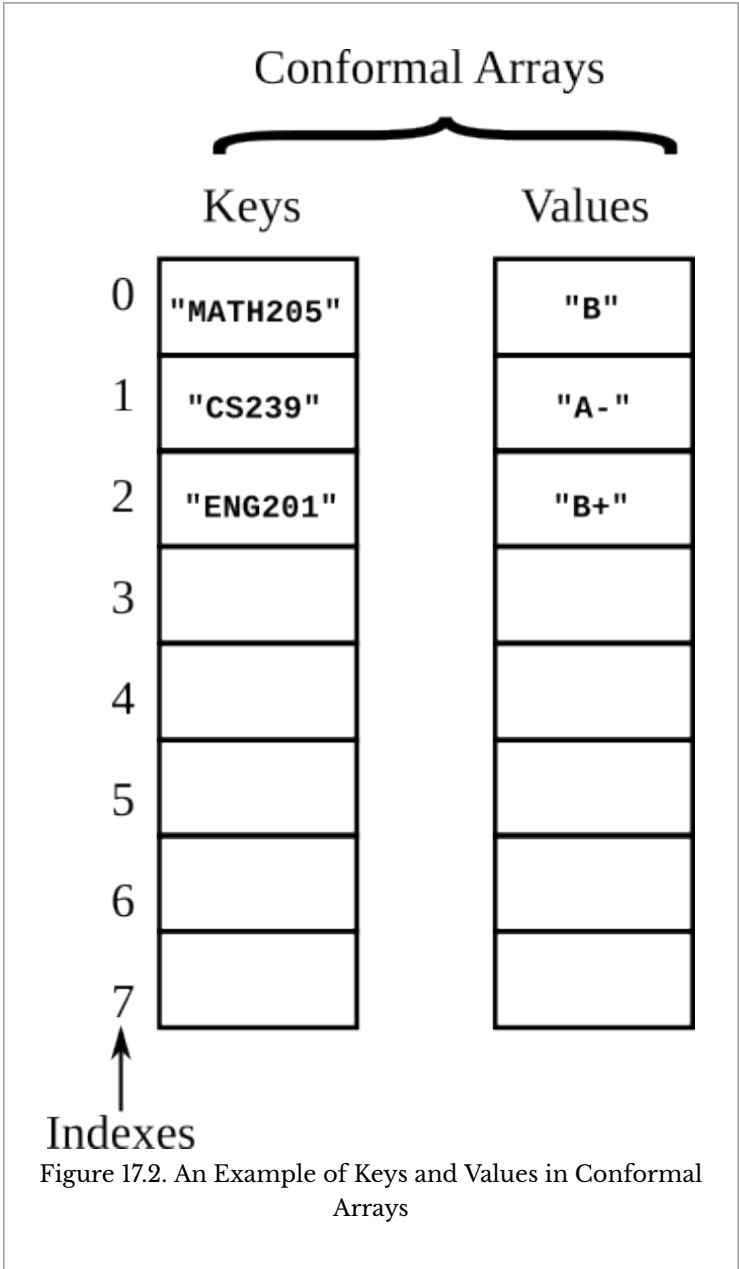 Conformal Arrays
Keys Values
0 "MATH205" "B"
1 "CS239" "A-"
2 "ENG201" "B+"
3
4
5
6
7
Indexes
Figure 17.2. An Example of Keys and Values in Conformal
Arrays